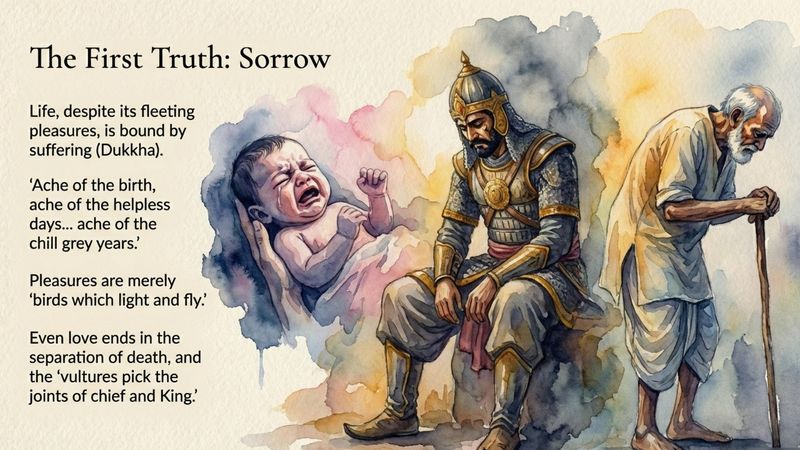 The First Truth: Sorrow
Life, despite its fleeting
pleasures, is bound by
suffering (Dukkha).
‘Ache of the birth,
ache of the helpless
days... ache of the
chill grey years.’
Pleasures are merely
‘birds which light and fly.’
Even love ends in the
separation of death, and
the ‘vultures pick the
joints of chief and King.’